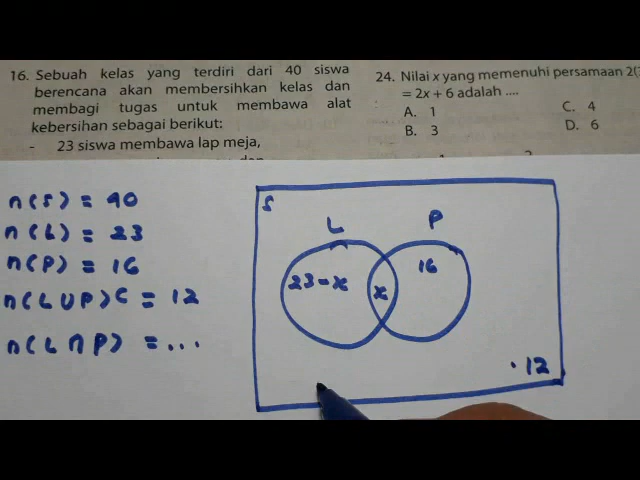 16. Sebuah kelas yang terdiri dari 40 siswa
berencana akan membersihkan kelas dan
membagi tugas untuk membawa alat
kebersihan sebagai berikut:
- 23 siswa membawa lap meja,
24. Nilai x yang memenuhi persamaan 2(
= 2x + 6 adalah ....
A. 1
C. 4
B. 3
D. 6
n(S) = 40
n(L) = 23
n(P) = 16
n(L ∪ P)c = 12
n(L ∩ P) = ...
S
L
P
23 - x
x
16
. 12